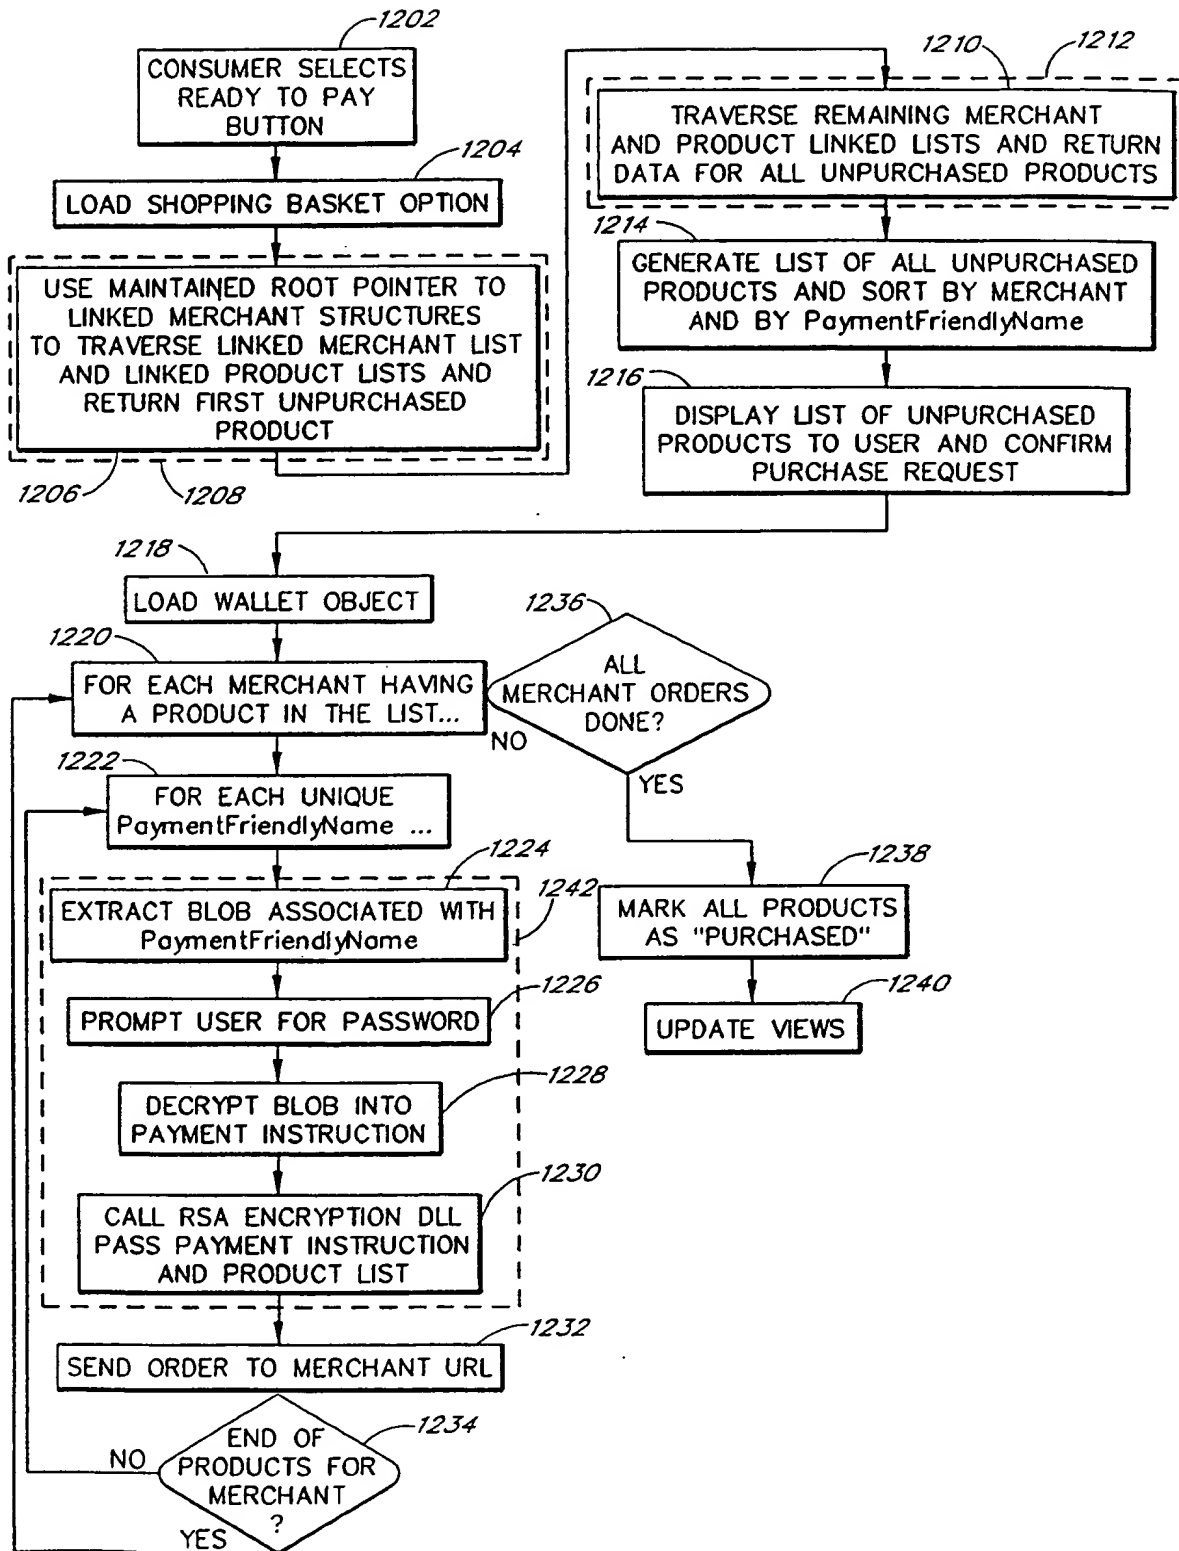 1202
CONSUMER SELECTS
READY TO PAY
BUTTON
1204
LOAD SHOPPING BASKET OPTION
USE MAINTAINED ROOT POINTER TO
LINKED MERCHANT STRUCTURES
TO TRAVERSE LINKED MERCHANT LIST
AND LINKED PRODUCT LISTS AND
RETURN FIRST UNPURCHASED
PRODUCT
1206
1208
1210
1212
TRAVERSE REMAINING MERCHANT
AND PRODUCT LINKED LISTS AND RETURN
DATA FOR ALL UNPURCHASED PRODUCTS
1214
GENERATE LIST OF ALL UNPURCHASED
PRODUCTS AND SORT BY MERCHANT
AND BY PaymentFriendlyName
1216
DISPLAY LIST OF UNPURCHASED
PRODUCTS TO USER AND CONFIRM
PURCHASE REQUEST
1218
LOAD WALLET OBJECT
1220
FOR EACH MERCHANT HAVING
A PRODUCT IN THE LIST...
1222
FOR EACH UNIQUE
PaymentFriendlyName ...
1224
1242
EXTRACT BLOB ASSOCIATED WITH
PaymentFriendlyName
1226
PROMPT USER FOR PASSWORD
1228
DECRYPT BLOB INTO
PAYMENT INSTRUCTION
1230
CALL RSA ENCRYPTION DLL
PASS PAYMENT INSTRUCTION
AND PRODUCT LIST
1232
SEND ORDER TO MERCHANT URL
1234
END OF
PRODUCTS FOR
MERCHANT
?
NO
YES
1236
ALL
MERCHANT ORDERS
DONE?
NO
YES
1238
MARK ALL PRODUCTS
AS "PURCHASED"
1240
UPDATE VIEWS